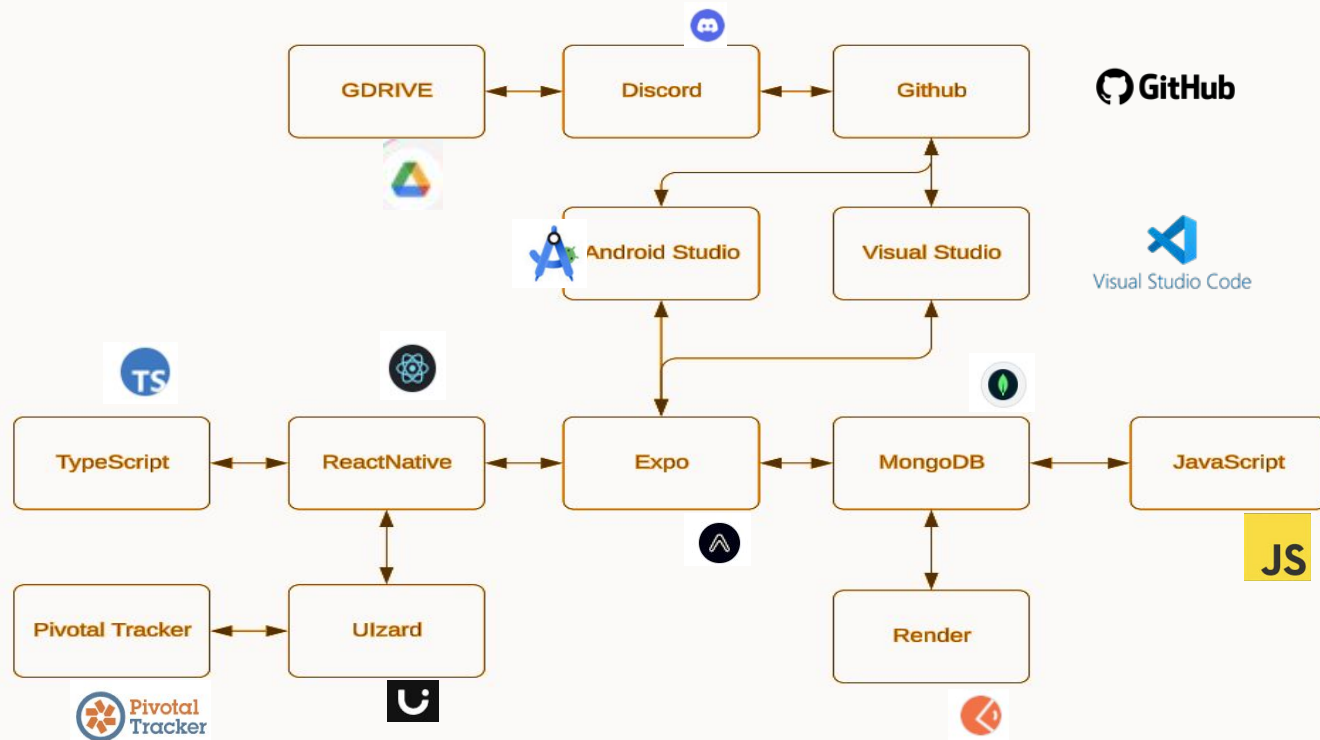 GDRIVE
Discord
Github
GitHub
Android Studio
Visual Studio
Visual Studio Code
TS
TypeScript
ReactNative
Expo
MongoDB
JavaScript
JS
Pivotal Tracker
UIzard
Render
Pivotal
Tracker